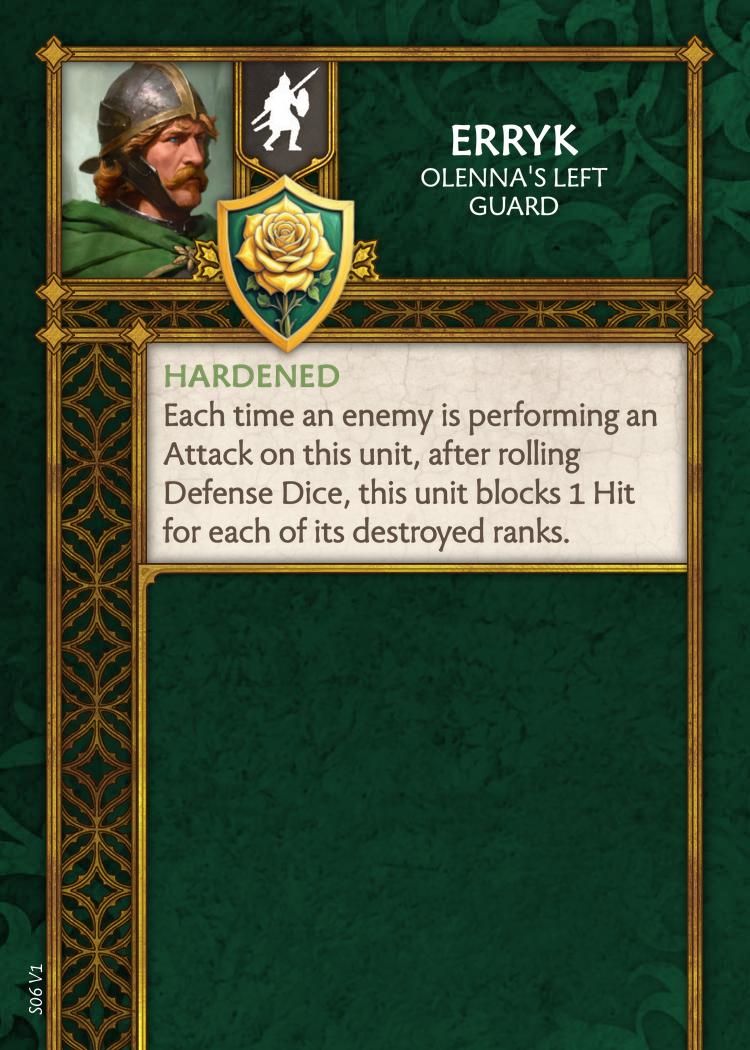 ERRYK
OLENNA'S LEFT
GUARD
HARDENED
Each time an enemy is performing an
Attack on this unit, after rolling
Defense Dice, this unit blocks 1 Hit
for each of its destroyed ranks.
S06 V1